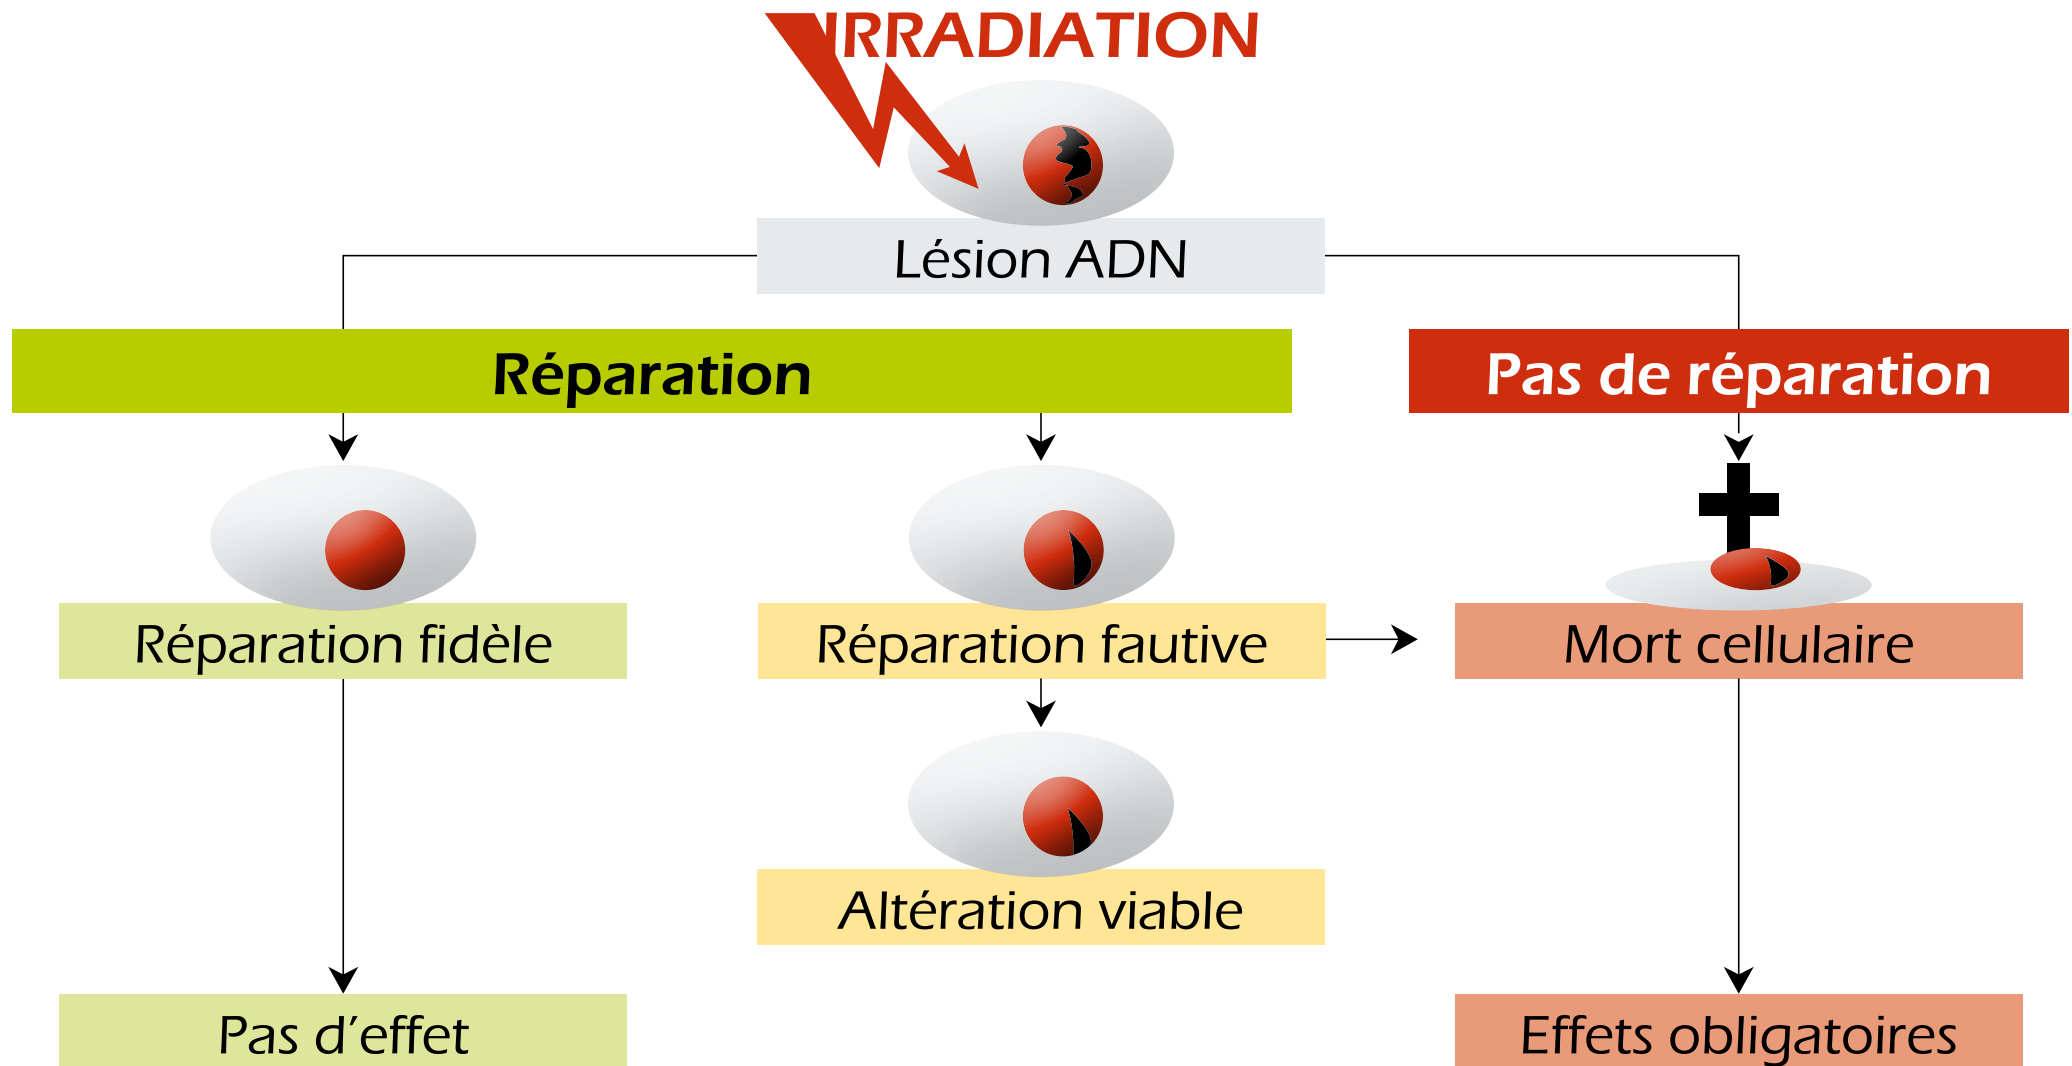 IRRADIATION
Lésion ADN
Réparation
Pas de réparation
Réparation fidèle
Réparation fautive
Mort cellulaire
Altération viable
Pas d’effet
Effets obligatoires